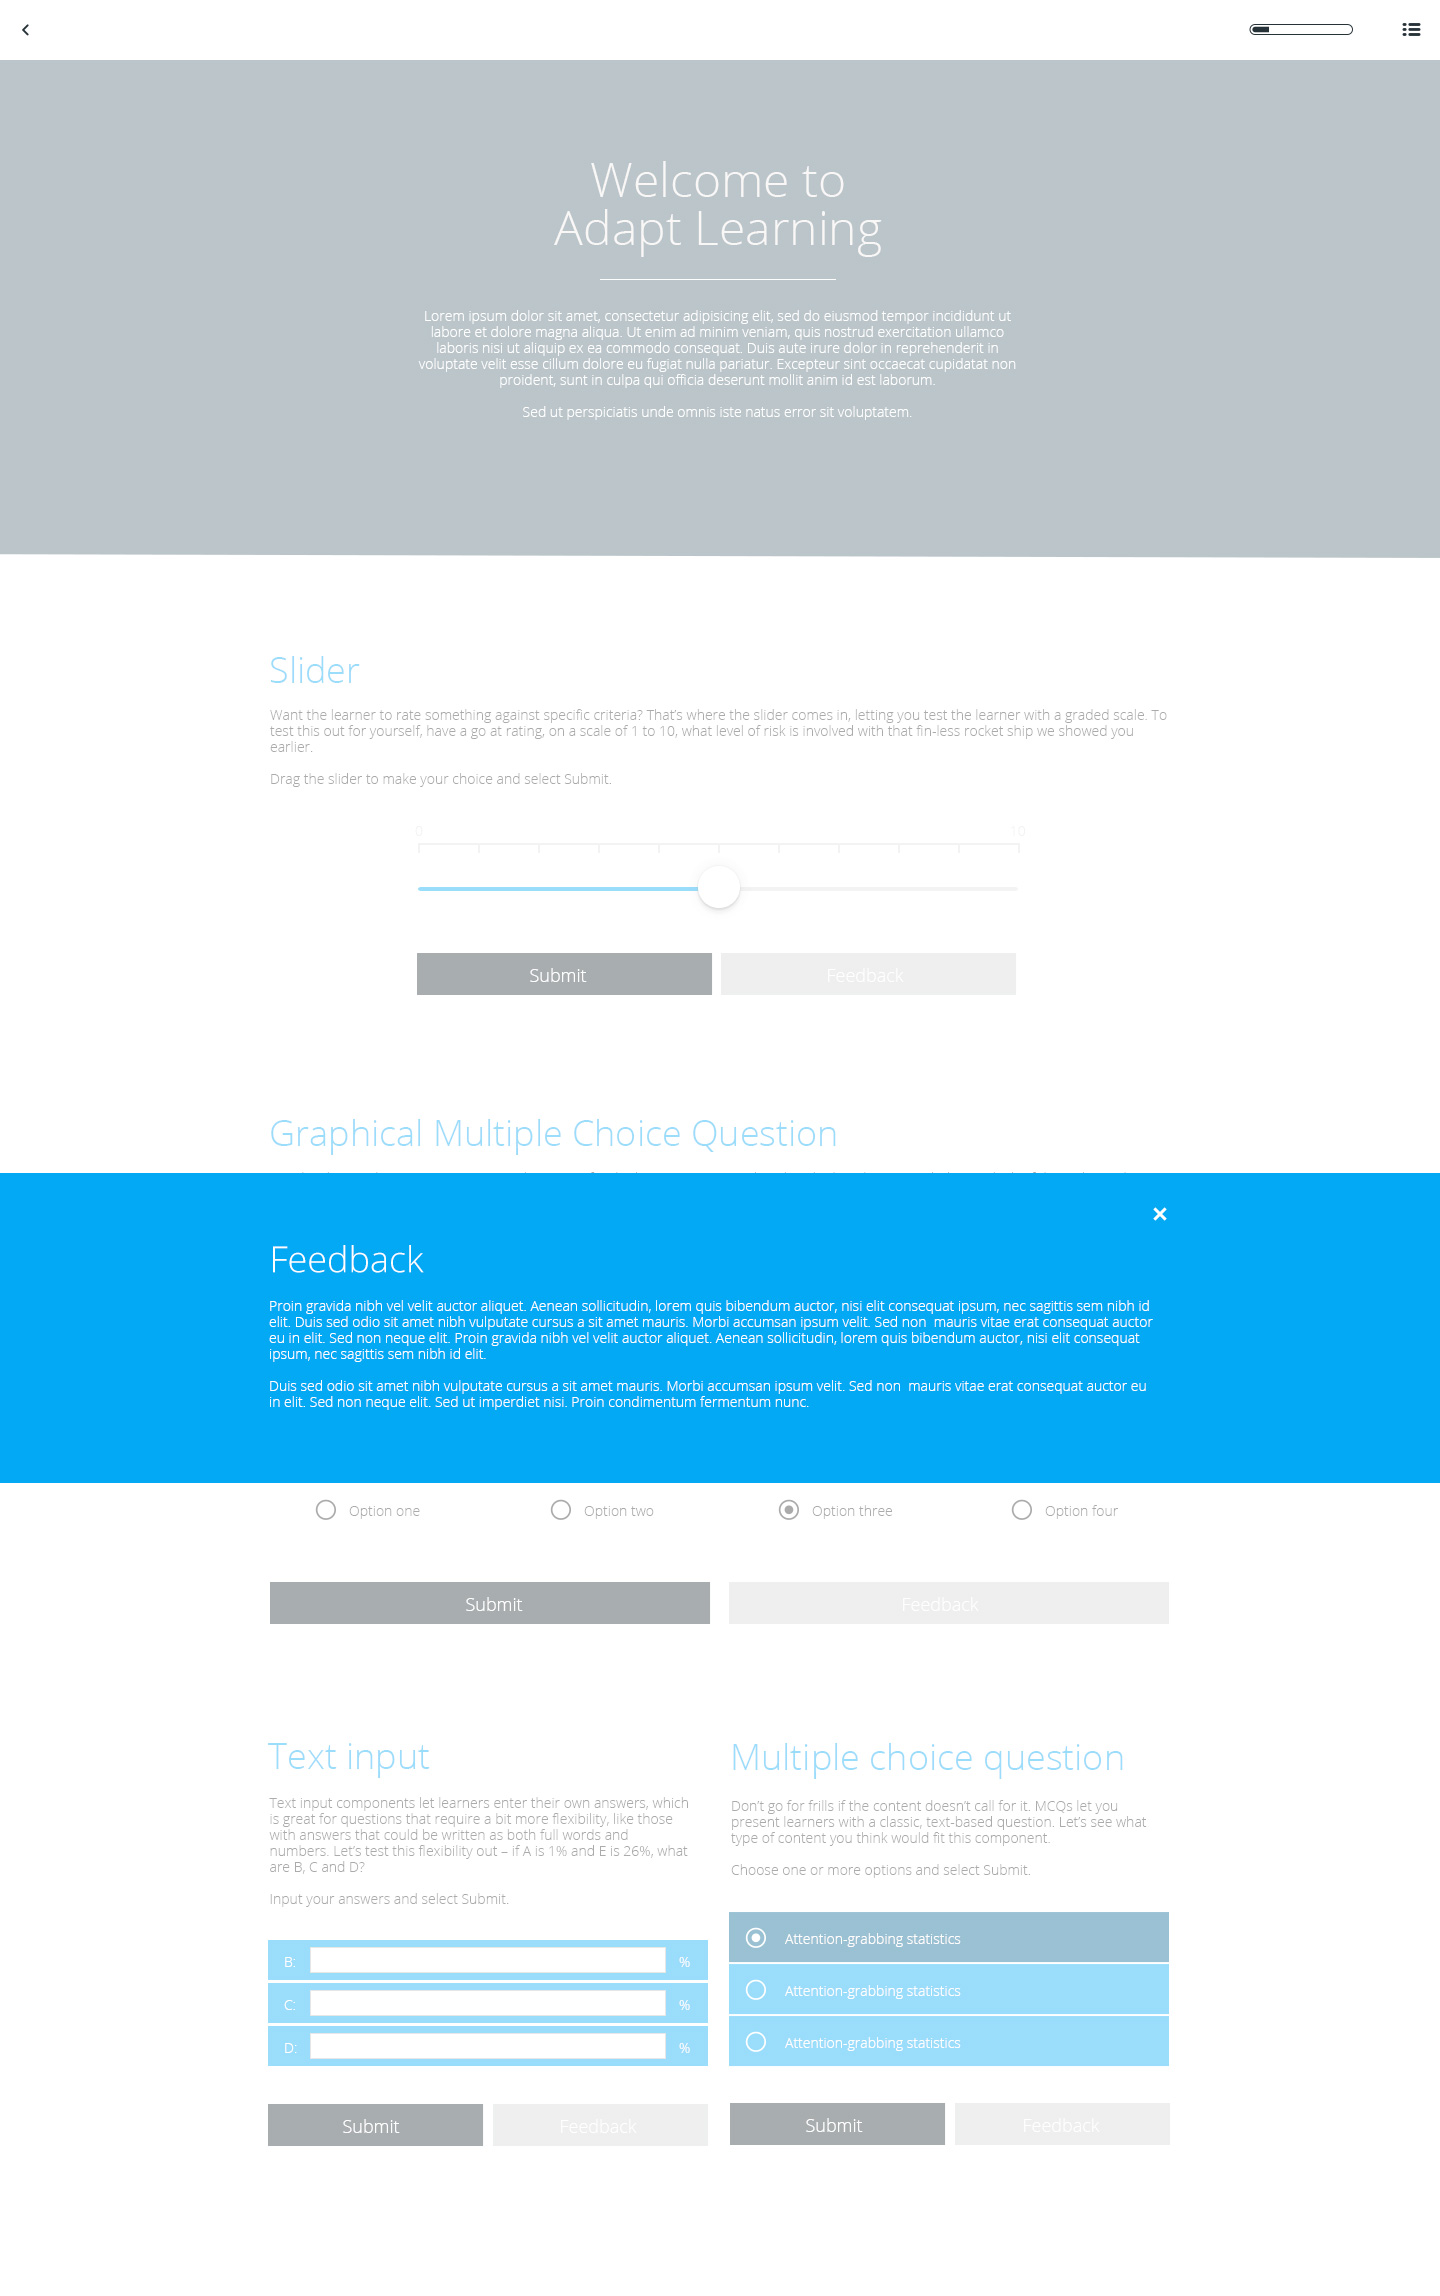 Welcome to
Adapt Learning
Lorem ipsum dolor sit amet, consectetur adipisicing elit, sed do eiusmod tempor incididunt ut
labore et dolore magna aliqua. Ut enim ad minim veniam, quis nostrud exercitation ullamco
laboris nisi ut aliquip ex ea commodo consequat. Duis aute irure dolor in reprehenderit in
voluptate velit esse cillum dolore eu fugiat nulla pariatur. Excepteur sint occaecat cupidatat non
proident, sunt in culpa qui officia deserunt mollit anim id est laborum.
Sed ut perspiciatis unde omnis iste natus error sit voluptatem.
Slider
Want the learner to rate something against specific criteria? That's where the slider comes in, letting you test the learner with a graded scale. To
test this out for yourself, have a go at rating, on a scale of 1 to 10, what level of risk is involved with that fin-less rocket ship we showed you
earlier.
Drag the slider to make your choice and select Submit.
0 10
Submit Feedback
Graphical Multiple Choice Question
Feedback
Proin gravida nibh vel velit auctor aliquet. Aenean sollicitudin, lorem quis bibendum auctor, nisi elit consequat ipsum, nec sagittis sem nibh id
elit. Duis sed odio sit amet nibh vulputate cursus a sit amet mauris. Morbi accumsan ipsum velit. Sed non  mauris vitae erat consequat auctor
eu in elit. Sed non neque elit. Proin gravida nibh vel velit auctor aliquet. Aenean sollicitudin, lorem quis bibendum auctor, nisi elit consequat
ipsum, nec sagittis sem nibh id elit.
Duis sed odio sit amet nibh vulputate cursus a sit amet mauris. Morbi accumsan ipsum velit. Sed non  mauris vitae erat consequat auctor eu
in elit. Sed non neque elit. Sed ut imperdiet nisi. Proin condimentum fermentum nunc.
Option one Option two Option three Option four
Submit Feedback
Text input
Text input components let learners enter their own answers, which
is great for questions that require a bit more flexibility, like those
with answers that could be written as both full words and
numbers. Let's test this flexibility out – if A is 1% and E is 26%, what
are B, C and D?
Input your answers and select Submit.
B: %
C: %
D: %
Submit Feedback
Multiple choice question
Don't go for frills if the content doesn't call for it. MCQs let you
present learners with a classic, text-based question. Let's see what
type of content you think would fit this component.
Choose one or more options and select Submit.
Attention-grabbing statistics
Attention-grabbing statistics
Attention-grabbing statistics
Submit Feedback